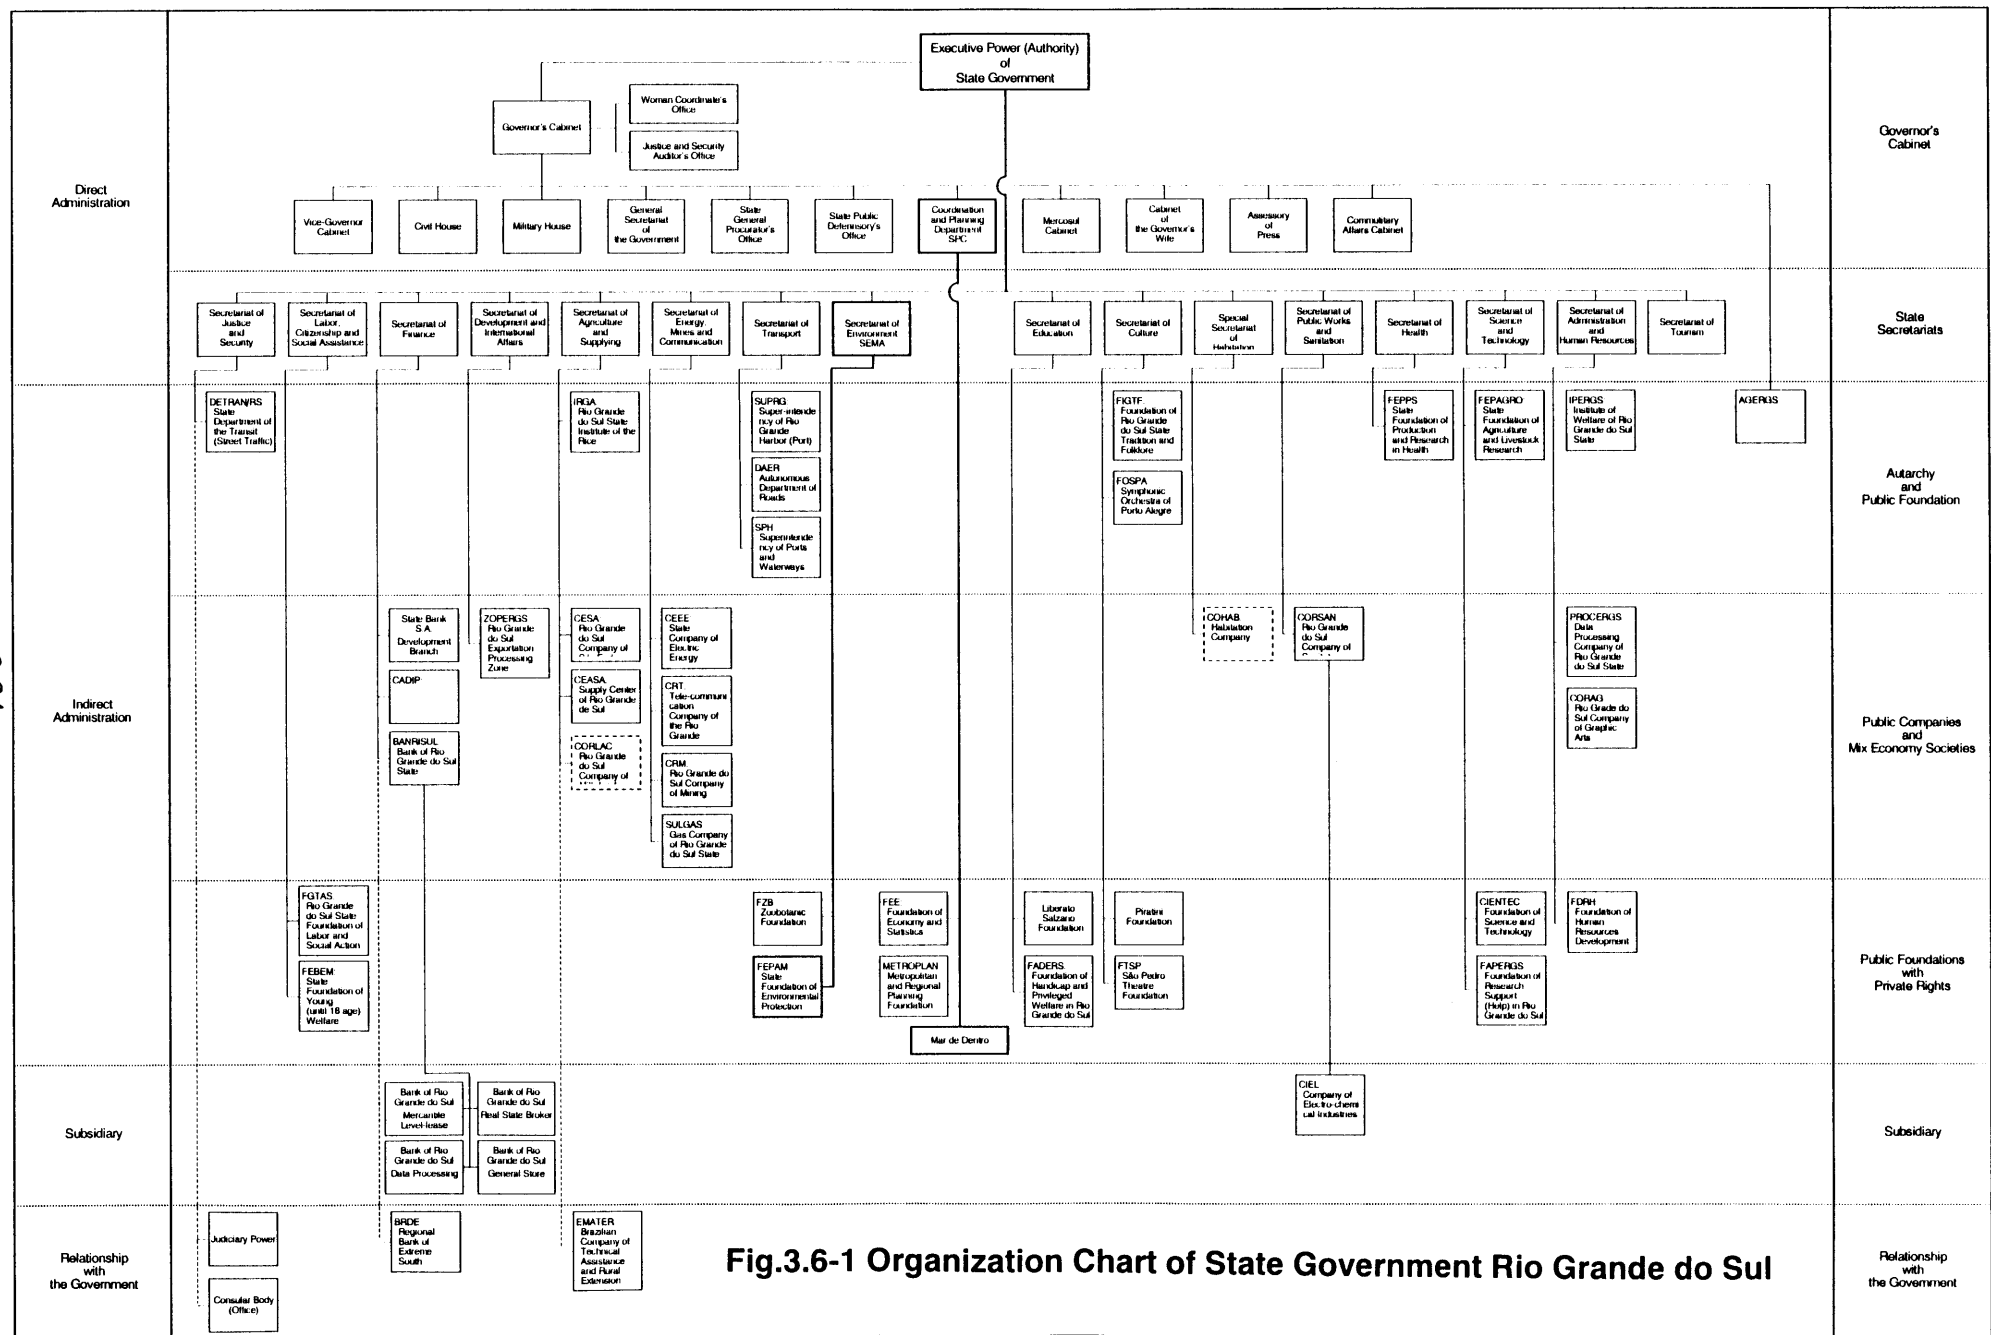 Executive Power (Authority)
of
State Government
Governor's Cabinet
Woman Coordinate's
Office
Justice and Security
Auditor's Office
Governor's
Cabinet
Direct
Administration
Vice-Governor
Cabinet
Civil House
Military House
General
Secretariat
of
the Government
State
General
Procurator's
Office
State Public
Defennsory's
Office
Coordination
and Planning
Department
SPC
Mercosul
Cabinet
Cabinet
of
the Governor's
Wife
Assessory
of
Press
Commutitary
Affairs Cabinet
Secretariat of
Justice
and
Security
Secretariat of
Labor,
Citizenship and
Social Assistance
Secretariat of
Finance
Secretariat of
Development and
International
Affairs
Secretariat of
Agriculture
and
Supplying
Secretariat of
Energy,
Mines and
Communication
Secretariat of
Transport
Secretariat of
Environment
SEMA
Secretariat of
Education
Secretariat of
Culture
Special
Secretariat
of
Habitation
Secretariat of
Public Works
and
Sanitation
Secretariat of
Health
Secretariat of
Science
and
Technology
Secretariat of
Administration
and
Human Resources
Secretariat of
Tourism
State
Secretariats
DETRAN/RS
State
Department of
the Transit
(Street Traffic)
IRGA
Rio Grande
do Sul State
Institute of the
Rice
SUPRG
Super-intende
ncy of Rio
Grande
Harbor (Port)
DAER
Autunomous
Department of
Roads
SPH
Superintende
ncy of Ports
and
Waterways
FIGTF.
Foundation of
Rio Grande
do Sul State
Tradition and
Folklore
FOSPA
Symphonic
Orchestra of
Porto Alegre
FEPPS
State
Foundation of
Production
and Research
in Health
FEPAGRO
State
Foundation of
Agriculture
and Livestock
Research
IPERGS
Institute of
Welfare of Rio
Grande do Sul
State
AGERGS
Autarchy
and
Public Foundation
Indirect
Administration
State Bank
S.A.
Development
Branch
CADIP
BANRISUL
Bank of Rio
Grande do Sul
State
ZOPERGS
Rio Grande
do Sul
Exportation
Processing
Zone
CESA
Rio Grande
do Sul
Company of
CEASA
Supply Center
of Rio Grande
de Sul
CORLAC
Rio Grande
do Sul
Company of
CEEE
State
Company of
Electric
Energy
CRT.
Tele-communi
cation
Company of
the Rio
Grande
CRM.
Rio Grande do
Sul Company
of Mining
SULGAS
Gas Company
of Rio Grande
do Sul State
COHAB
Habitation
Company
CORSAN
Rio Grande
do Sul
Company of
PROCERGS
Data
Processing
Company of
Rio Grande
do Sul State
CORAG
Rio Grade do
Sul Company
of Graphic
Arts
Public Companies
and
Mix Economy Societies
FGTAS
Rio Grande
do Sul State
Foundation of
Labor and
Social Action
FEBEM
State
Foundation of
Young
(until 18 age)
Welfare
FZB
Zoobotanic
Foundation
FEPAM
State
Foundation of
Environmental
Protection
FEE
Foundation of
Economy and
Statistics
METROPLAN
Metropolitan
and Regional
Planning
Foundation
Mar de Dentro
Liberato
Salzano
Foundation
FADERS
Foundation of
Handicap and
Privileged
Welfare in Rio
Grande do Sul
Piratini
Foundation
FTSP
São Pedro
Theatre
Foundation
CIENTEC
Foundation of
Science and
Technology
FAPERGS
Foundation of
Research
Support
(Help) in Rio
Grande do Sul
FDRH
Foundation of
Human
Resources
Development
Public Foundations
with
Private Rights
Subsidiary
Bank of Rio
Grande do Sul
Mercantile
Level-lease
Bank of Rio
Grande do Sul
Real State Broker
Bank of Rio
Grande do Sul
Data Processing
Bank of Rio
Grande do Sul
General Store
CIEL
Company of
Electro-chemi
cal Industries
Subsidiary
Relationship
with
the Government
Judiciary Power
Consular Body
(Office)
BRDE
Regional
Bank of
Extreme
South
EMATER
Brazilian
Company of
Technical
Assistance
and Rural
Extension
Fig.3.6-1 Organization Chart of State Government Rio Grande do Sul
Relationship
with
the Government